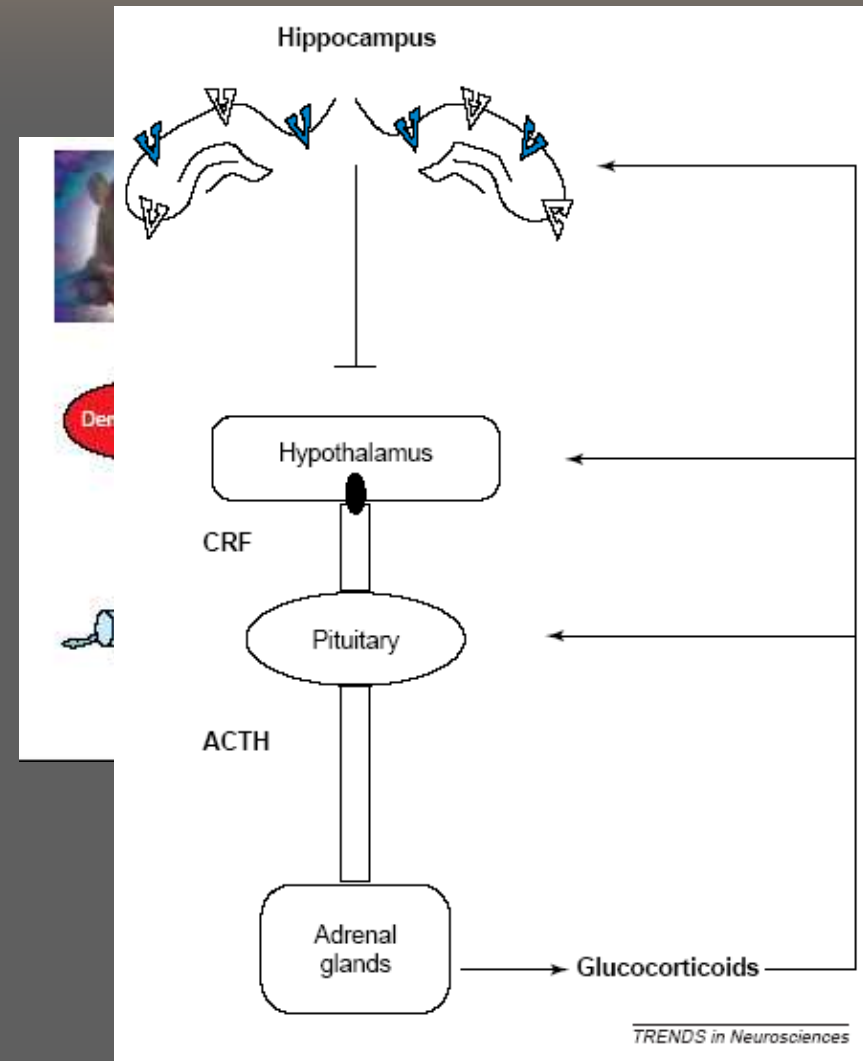 Hippocampus
Hypothalamus
CRF
Pituitary
ACTH
Adrenal
glands
Glucocorticoids
TRENDS in Neurosciences